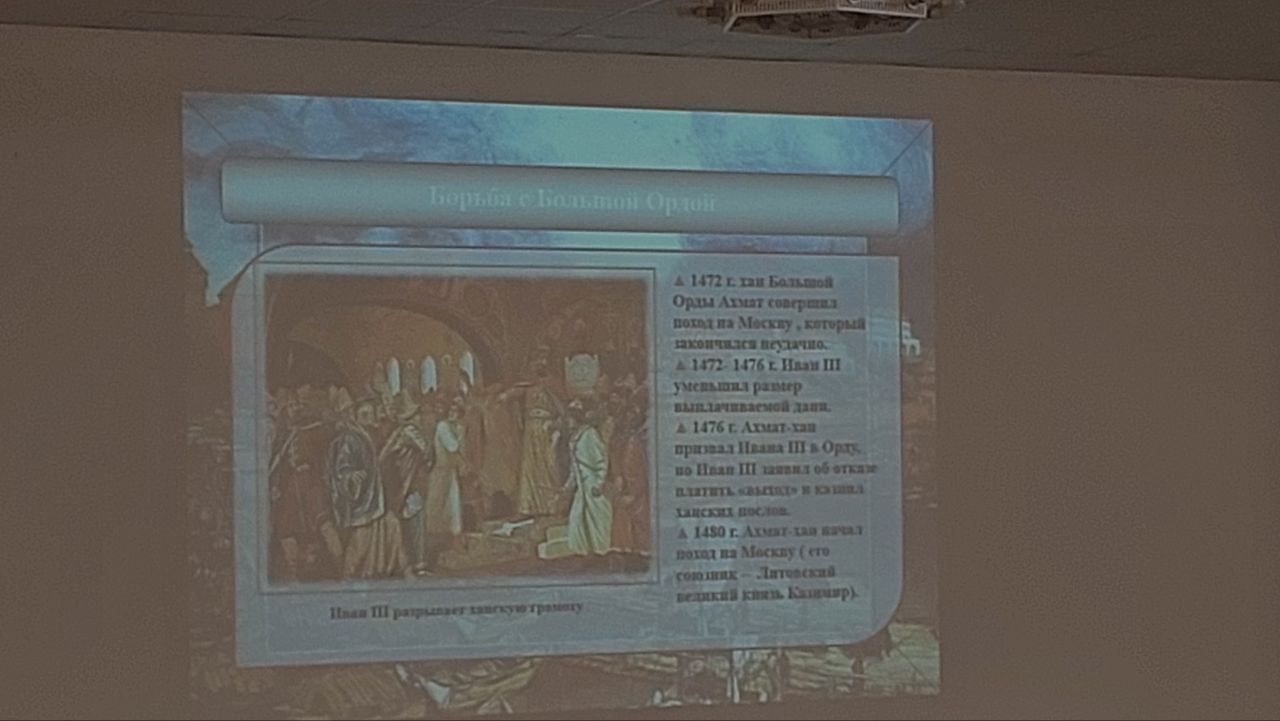 Борьба с Большой Ордой
▲ 1472 г. хан Большой
Орды Ахмат совершил
поход на Москву , который
закончился неудачно.
▲ 1472- 1476 г. Иван III
уменьшил размер
выплачиваемой дани.
▲ 1476 г. Ахмат-хан
призвал Ивана III в Орду,
но Иван III заявил об отказе
платить «выход» и казнил
ханских послов.
▲ 1480 г. Ахмат-хан начал
поход на Москву ( его
союзник – Литовский
великий князь Казимир).
Иван III разрывает ханскую грамоту